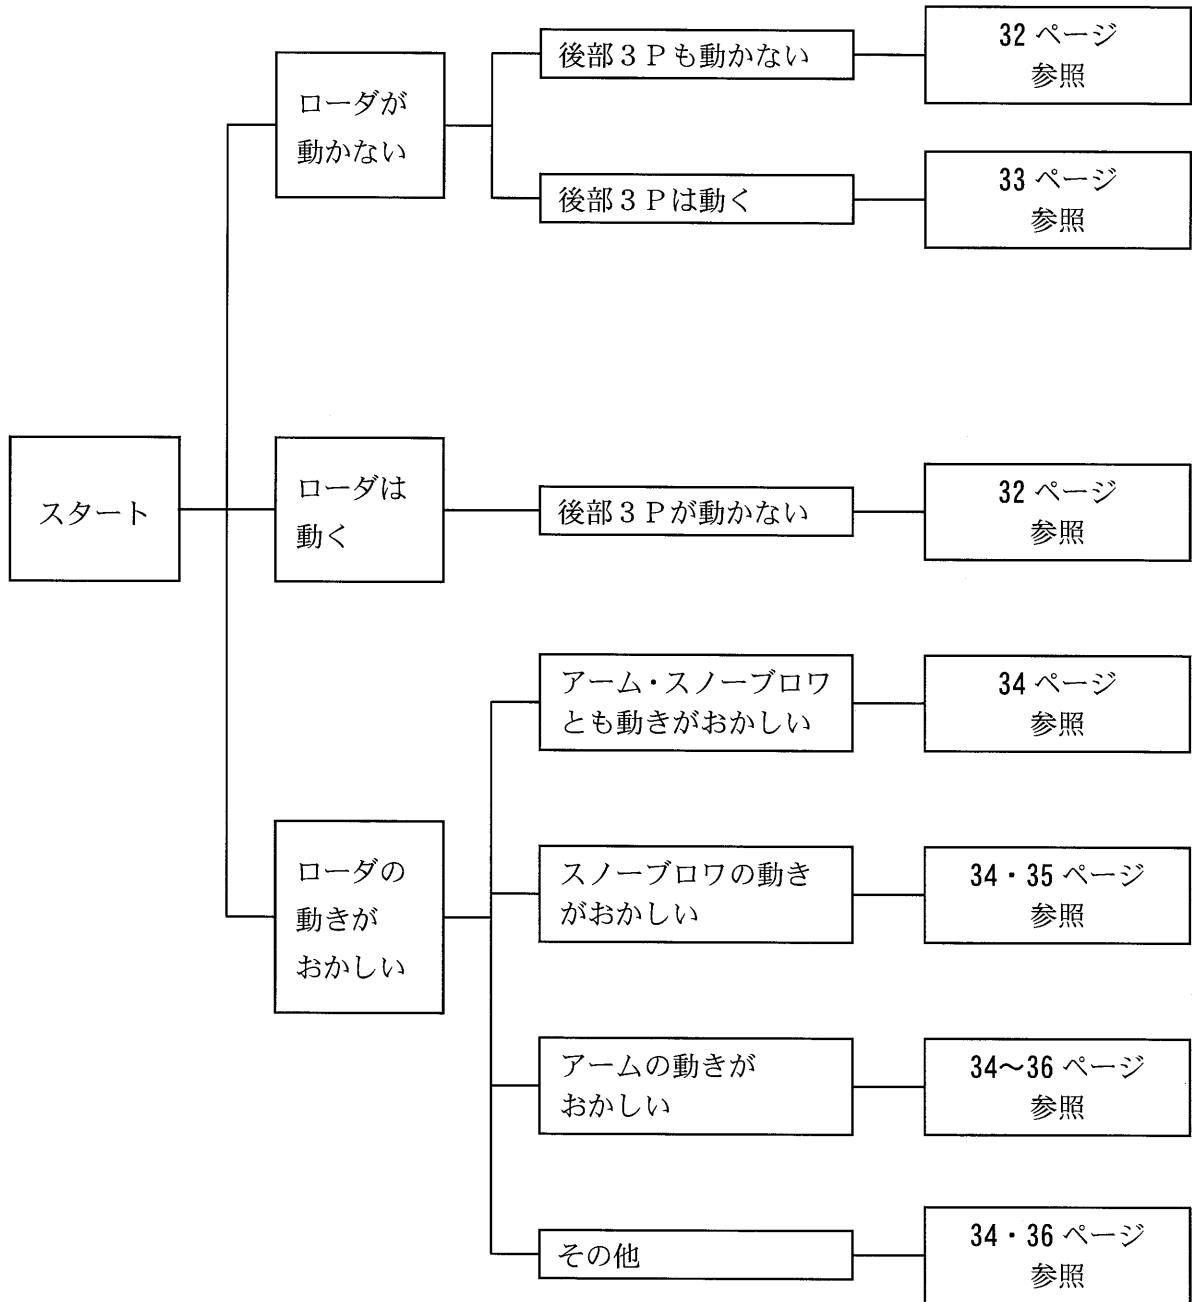 スタート
ローダが
動かない
後部３Ｐも動かない
32 ページ
参照
後部３Ｐは動く
33 ページ
参照
ローダは
動く
後部３Ｐが動かない
32 ページ
参照
ローダの
動きが
おかしい
アーム・スノーブロワ
とも動きがおかしい
34 ページ
参照
スノーブロワの動き
がおかしい
34・35 ページ
参照
アームの動きが
おかしい
34～36 ページ
参照
その他
34・36 ページ
参照